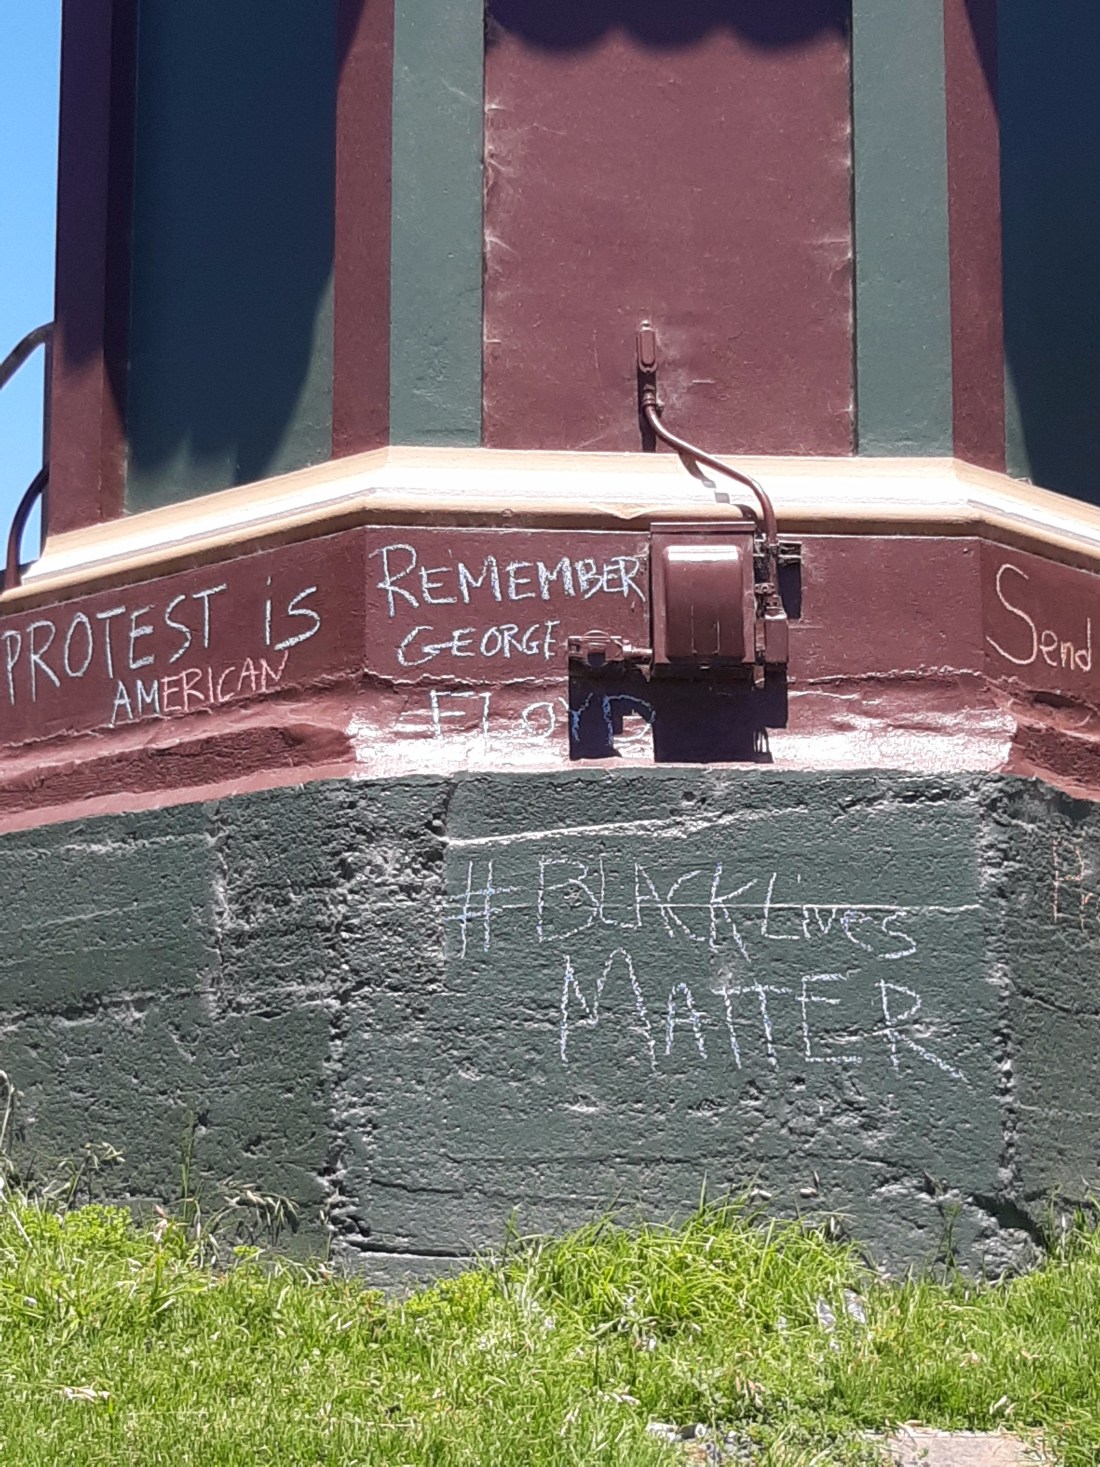 PROTEST is
AMERICAN
REMEMBER
GEORGE
FLOYD
Send
#BLACKLives
MATTER